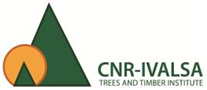 CNR-IVALSA
TREES AND TIMBER INSTITUTE